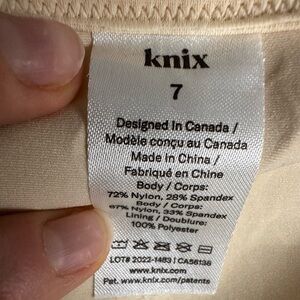 knix
7
Designed in Canada /
Modèle conçu au Canada
Made in China /
Fabriqué en Chine
Body / Corps:
72% Nylon, 28% Spandex
Body / Corps:
67% Nylon, 33% Spandex
Lining / Doublure:
100% Polyester
LOT# 2022-1483 | CA56138
www.knix.com
www.knix.com/patents